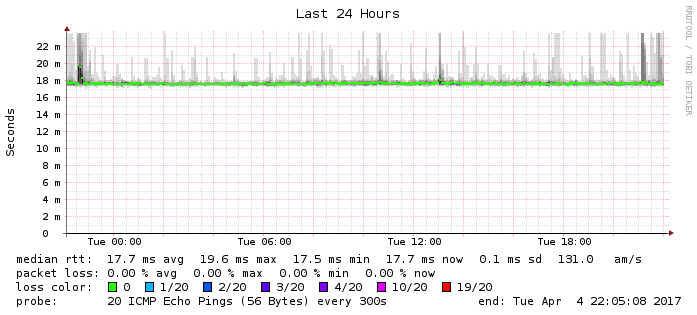 Last 24 Hours
RRDTOOL / TOBI OETIKER
Seconds
22 m
20 m
18 m
16 m
14 m
12 m
10 m
8 m
6 m
4 m
2 m
0
Tue 00:00 Tue 06:00 Tue 12:00 Tue 18:00
median rtt: 17.7 ms avg 19.6 ms max 17.5 ms min 17.7 ms now 0.1 ms sd 131.0 am/s
packet loss: 0.00 % avg 0.00 % max 0.00 % min 0.00 % now
loss color: 0 1/20 2/20 3/20 4/20 10/20 19/20
probe: 20 ICMP Echo Pings (56 Bytes) every 300s end: Tue Apr 4 22:05:08 2017